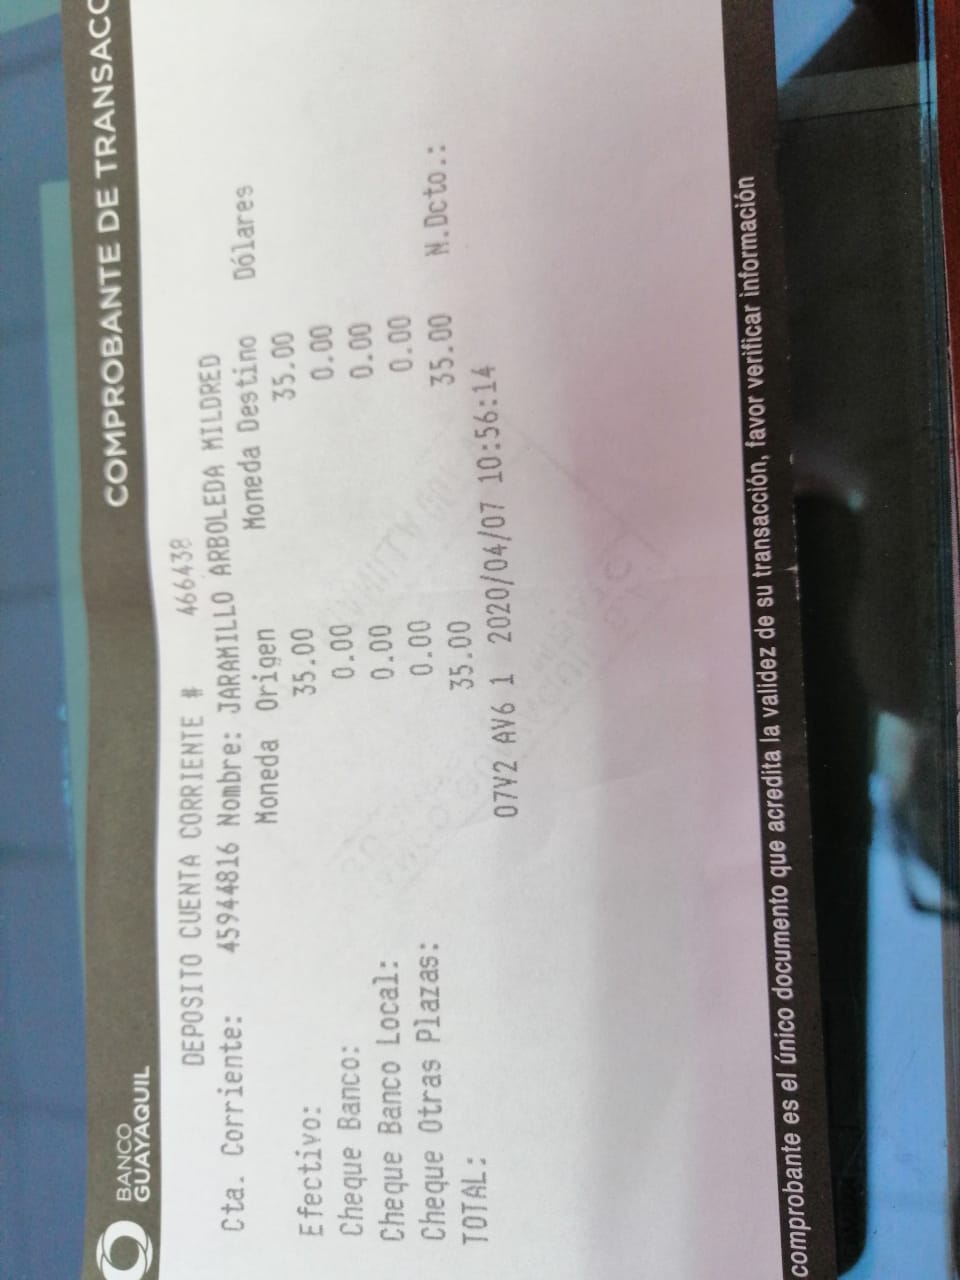 BANCO
GUAYAQUIL
COMPROBANTE DE TRANSACC
DEPOSITO CUENTA CORRIENTE # 466438
Cta. Corriente: 45944816 Nombre: JARAMILLO ARBOLEDA MILDRED
Moneda Origen Moneda Destino Dólares
Efectivo: 35.00 35.00
Cheque Banco: 0.00 0.00
Cheque Banco Local: 0.00 0.00
Cheque Otras Plazas: 0.00 0.00
TOTAL: 35.00 35.00 N.Dcto.:
07V2 AV6 1 2020/04/07 10:56:14
comprobante es el único documento que acredita la validez de su transacción, favor verificar información